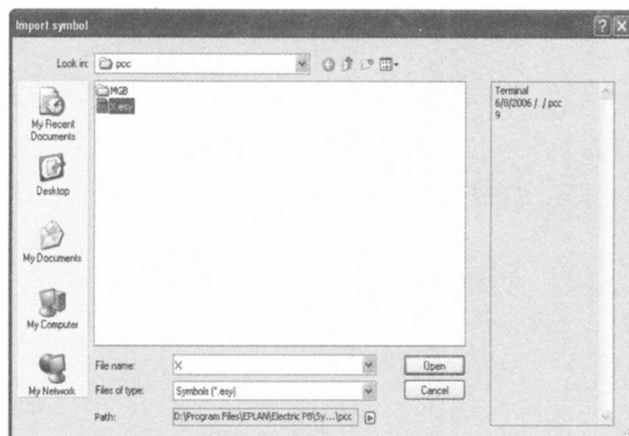 Import symbol
Look in: pcc
MGB
X.esy
My Recent Documents
Desktop
My Documents
My Computer
My Network
File name: X Open
Files of type: Symbols (*.esy) Cancel
Path: D:\Program Files\EPLAN\Electric P8\Sy...\pcc
Terminal
6/8/2006 / / pcc
9